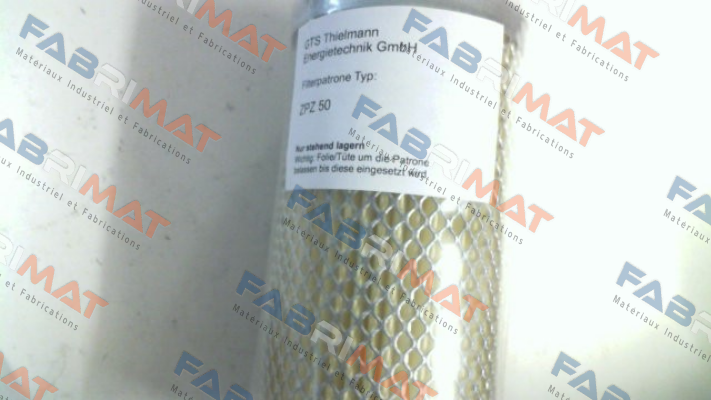 GTS Thielmann
Energietechnik GmbH
Filterpatrone Typ:
ZPZ 50
Nur stehend lagern
Wichtig: Folie/Tüte um die Patrone
belassen bis diese eingesetzt wird.
FABRIMAT
Matériaux Industriel et Fabrications